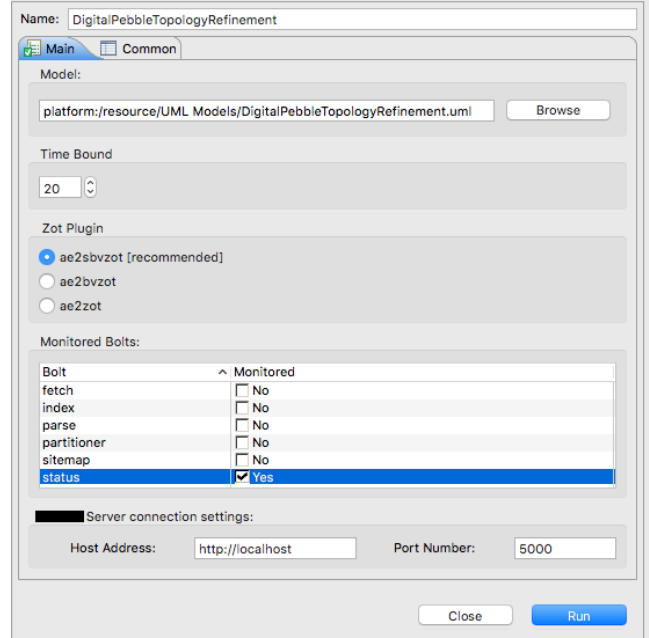 Name: DigitalPebbleTopologyRefinement
Main Common
Model:
platform:/resource/UML Models/DigitalPebbleTopologyRefinement.uml Browse
Time Bound
20
Zot Plugin
ae2sbvzot [recommended]
ae2bvzot
ae2zot
Monitored Bolts:
Bolt Monitored
fetch No
index No
parse No
partitioner No
sitemap No
status Yes
Server connection settings:
Host Address: http://localhost Port Number: 5000
Close Run